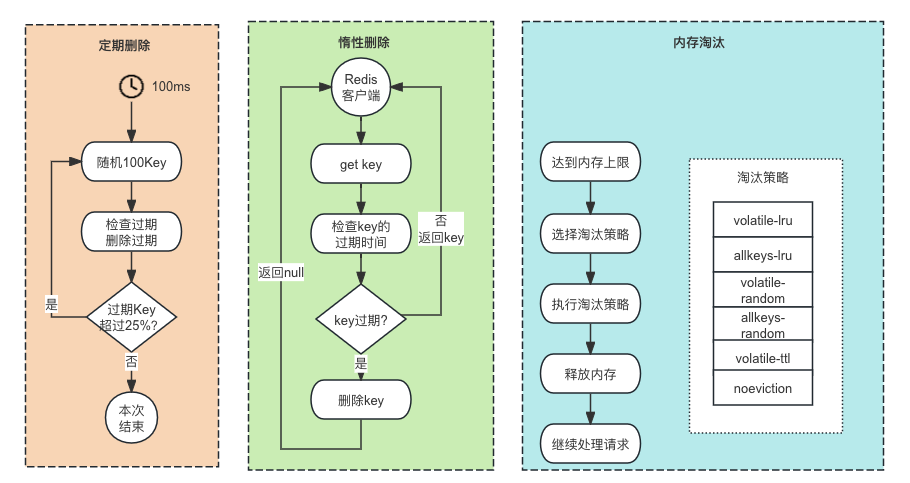 定期删除
100ms
随机100Key
检查过期
删除过期
过期Key
超过25%?
是
否
本次
结束
惰性删除
Redis
客户端
get key
检查key的
过期时间
否
返回key
返回null
key过期?
是
删除key
内存淘汰
达到内存上限
选择淘汰策略
执行淘汰策略
释放内存
继续处理请求
淘汰策略
volatile-lru
allkeys-lru
volatile-
random
allkeys-
random
volatile-ttl
noeviction